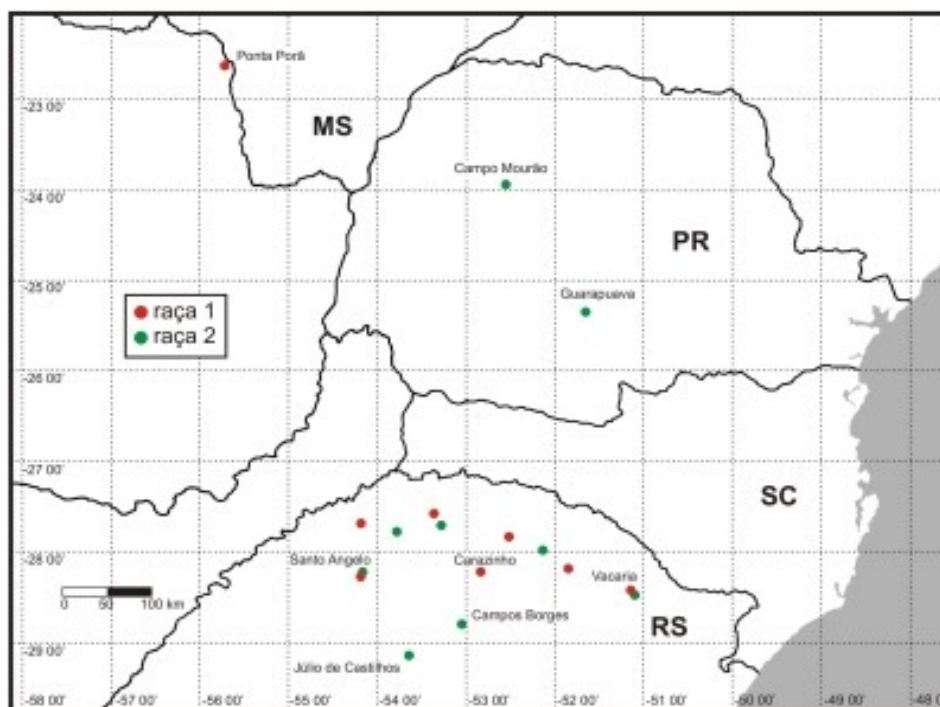 Ponta Porã
-23 00'
MS
Campo Mourão
-24 00'
PR
-25 00'
Guarapuava
raça 1
raça 2
-26 00'
-27 00'
SC
-28 00'
Santo Angelo
Carazinho
Vacaria
0 50 100 km
Campos Borges
RS
-29 00'
Júlio de Castilhos
-58 00' -57 00' -56 00' -55 00' -54 00' -53 00' -52 00' -51 00' -50 00' -49 00' -48 00'